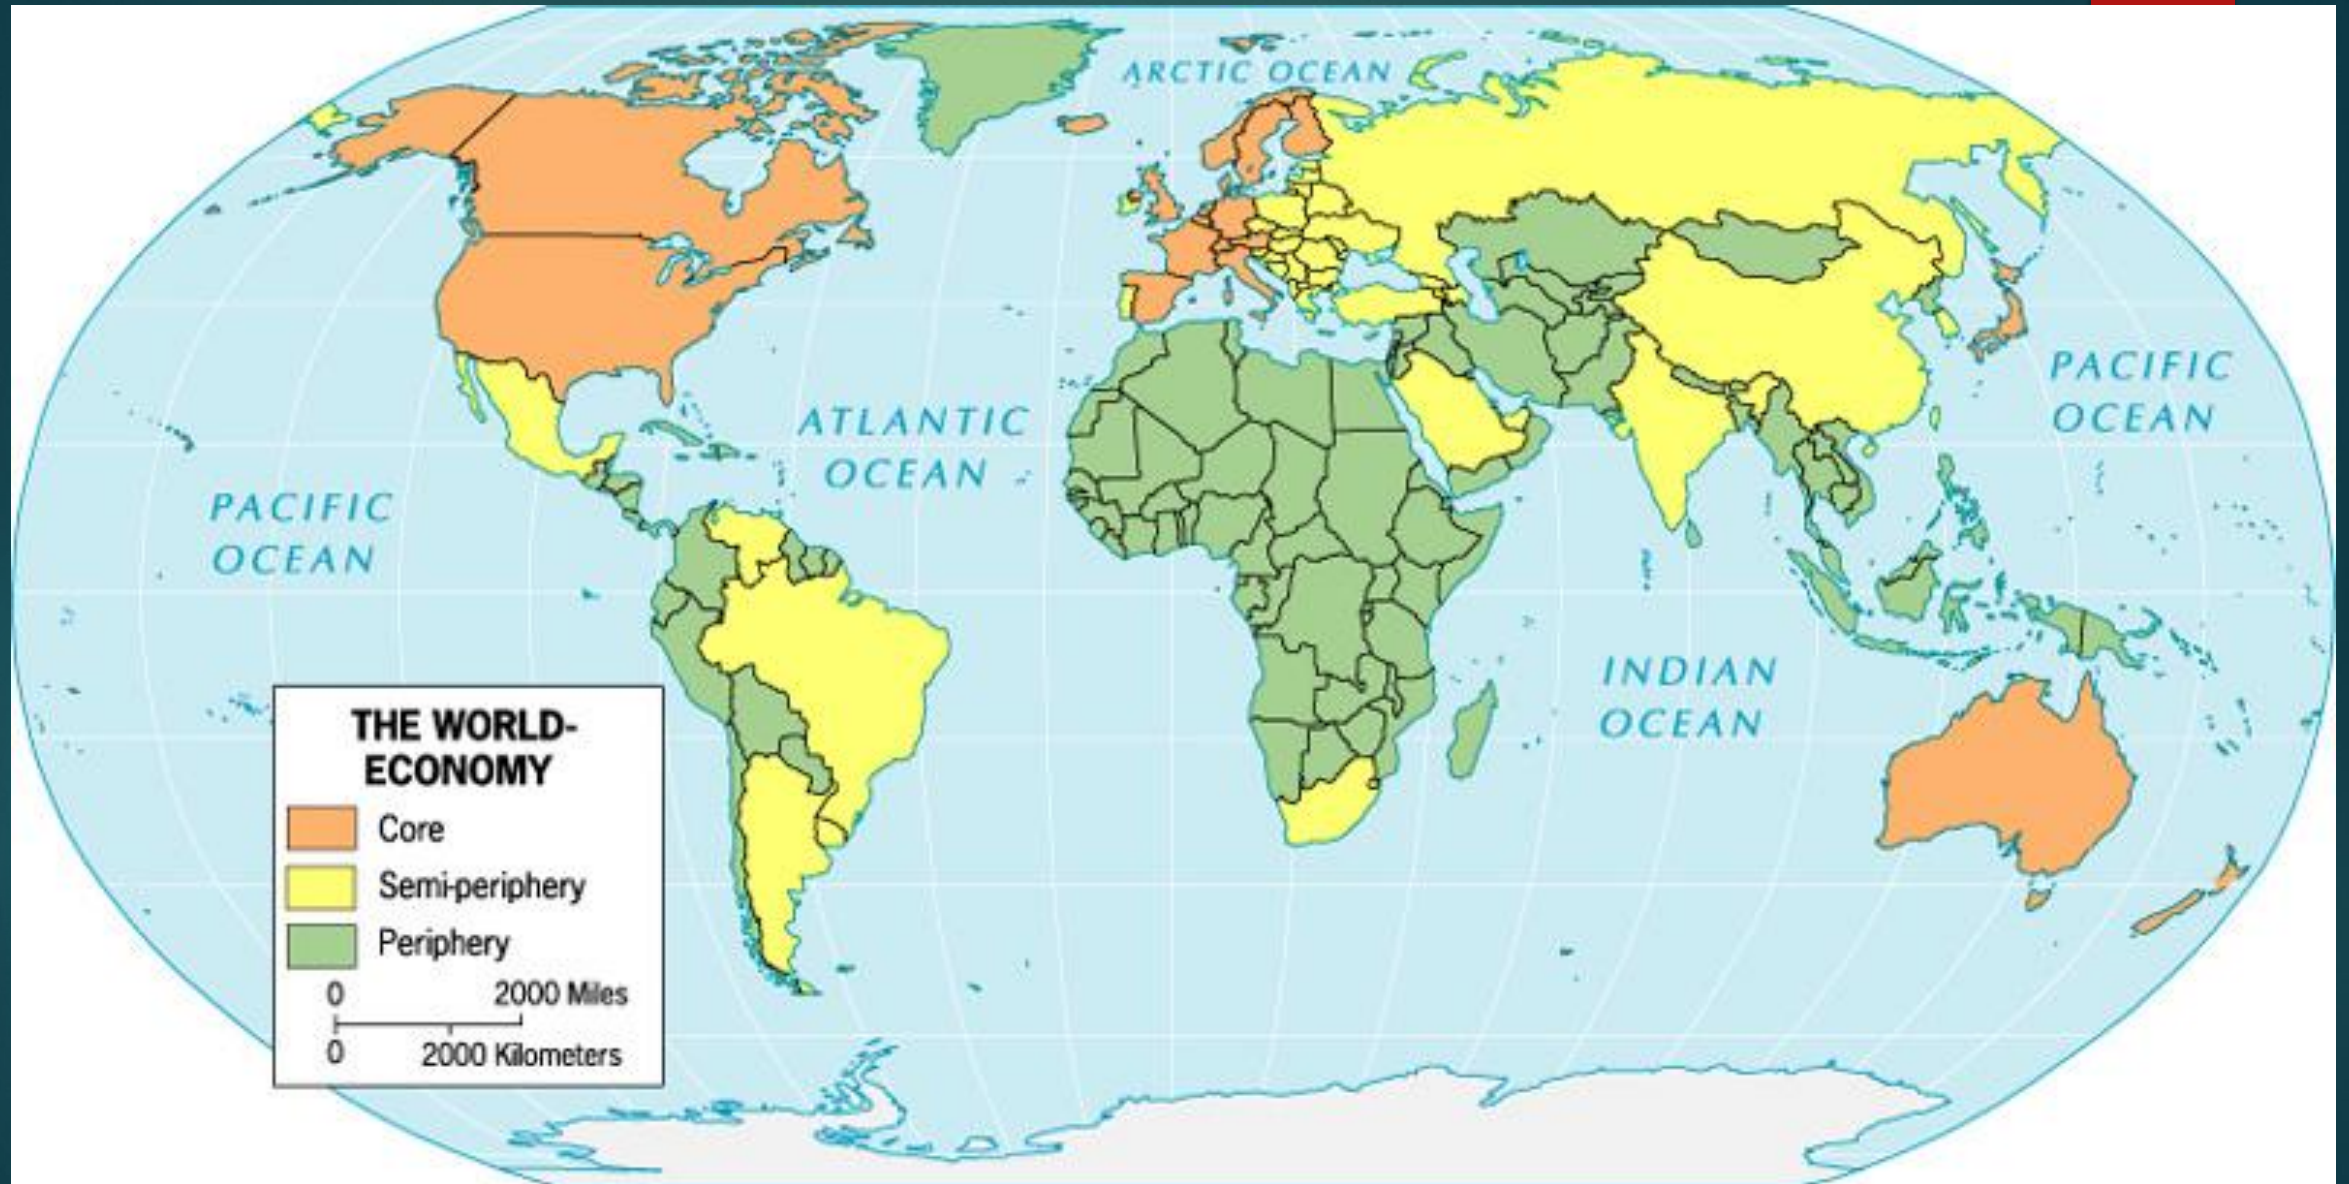 ARCTIC OCEAN
ATLANTIC
OCEAN
PACIFIC
OCEAN
PACIFIC
OCEAN
INDIAN
OCEAN
THE WORLD-
ECONOMY
Core
Semi-periphery
Periphery
0 2000 Miles
0 2000 Kilometers